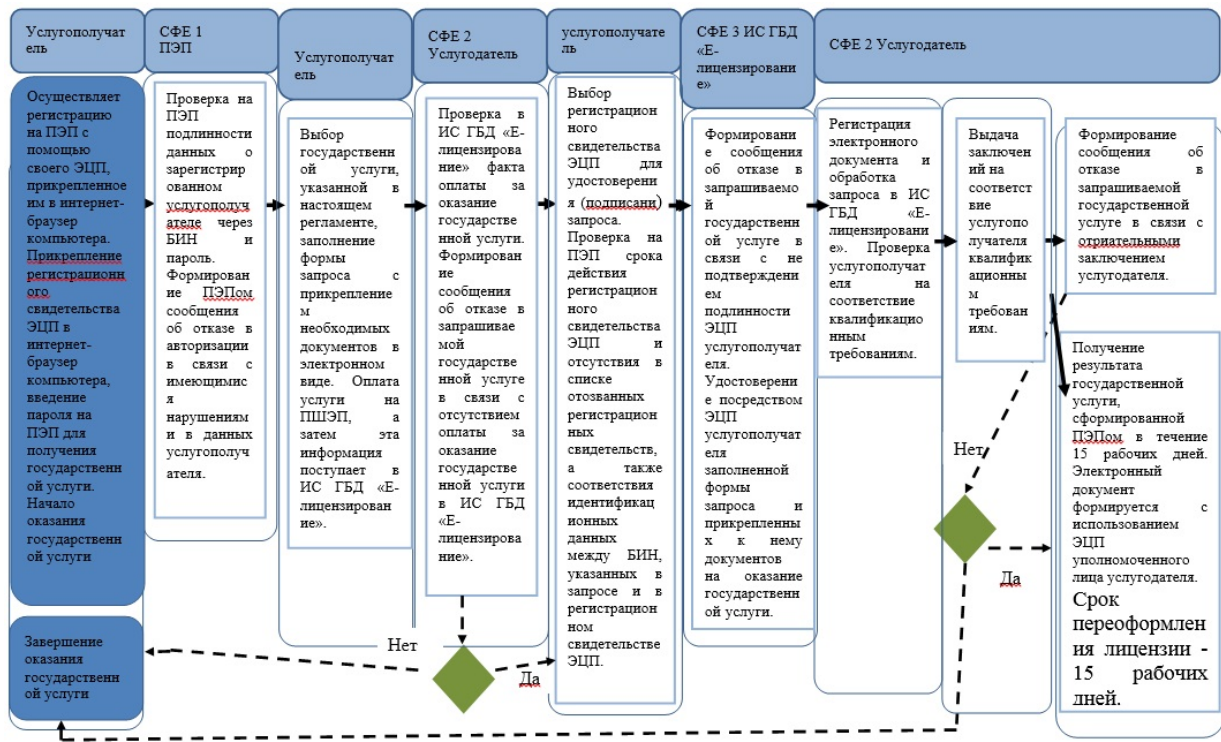 Услугополучат
ель
СФЕ 1
ПЭП
Услугополучат
ель
СФЕ 2
Услугодатель
услугополучате
ль
СФЕ 3 ИС ГБД
«Е-
лицензировани
е»
СФЕ 2 Услугодатель
Осуществляет
регистрацию
на ПЭП с
помощью
своего ЭЦП,
прикрепленное
им в интернет-
браузер
компьютера.
Прикрепление
регистрационн
ого
свидетельства
ЭЦП в
интернет-
браузер
компьютера,
введение
пароля на
ПЭП для
получения
государственн
ой услуги.
Начало
оказания
государственн
ой услуги
Завершение
оказания
государственн
ой услуги
Проверка на
ПЭП
подлинности
данных о
зарегистрир
ованном
услугополуч
ателе через
БИН и
пароль.
Формирован
ие ПЭПом
сообщения
об отказе в
авторизации
в связи с
имеющимис
я
нарушениям
и в данных
услугополуч
ателя.
Выбор
государственн
ой услуги,
указанной в
настоящем
регламенте,
заполнение
формы
запроса с
прикрепление
м
необходимых
документов в
электронном
виде. Оплата
услуги на
ПШЭП, а
затем эта
информация
поступает в
ИС ГБД «Е-
лицензирован
ие».
Проверка в
ИС ГБД «Е-
лицензирова
ние» факта
оплаты за
оказание
государстве
нной услуги.
Формирован
ие
сообщения
об отказе в
запрашивае
мой
государстве
нной услуге
в связи с
отсутствием
оплаты за
оказание
государстве
нной услуги
в ИС ГБД
«Е-
лицензирова
ние».
Выбор
регистрацион
ного
свидетельства
ЭЦП для
удостоверени
я (подписани)
запроса.
Проверка на
ПЭП срока
действия
регистрацион
ного
свидетельства
ЭЦП и
отсутствия в
списке
отозванных
регистрацион
ных
свидетельств,
а также
соответствия
идентификац
ионных
данных
между БИН,
указанных в
запросе и в
регистрацион
ном
свидетельстве
ЭЦП.
Формировани
е сообщения
об отказе в
запрашиваемо
й
государственн
ой услуге в
связи с не
подтверждени
ем
подлинности
ЭЦП
услугополучат
еля.
Удостоверени
е посредством
ЭЦП
услугополучат
еля
заполненной
формы
запроса и
прикрепленны
х к нему
документов
на оказание
государственн
ой услуги.
Регистрация
электронного
документа и
обработка
запроса в ИС
ГБД «Е-
лицензировани
е». Проверка
услугополучат
еля на
соответствие
квалификацио
нным
требованиям.
Выдача
заключен
ий на
соответ
ствие
услугопо
лучателя
квалифик
ационны
м
требован
иям.
Формирование
сообщения об
отказе в
запрашиваемой
государственной
услуге в связи с
отриательными
заключением
услугодателя.
Получение
результата
государственной
услуги,
сформированной
ПЭПом в течение
15 рабочих дней.
Электронный
документ
формируется с
использованием
ЭЦП
уполномоченного
лица услугодателя.
Срок
переоформлен
ия лицензии -
15 рабочих
дней.
Нет
Да
Нет
Да